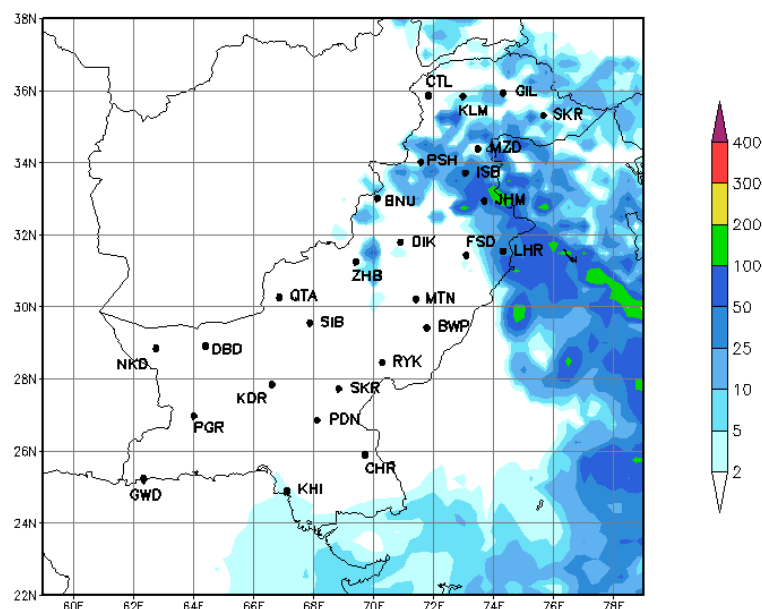 38N
36N
34N
32N
30N
28N
26N
24N
22N
60E
62E
64E
66E
68E
70E
72E
74E
76E
78E
CTL
GIL
KLM
SKR
MZD
PSH
ISB
BNU
JHM
DIK
FSD
LHR
ZHB
QTA
MTN
SIB
BWP
DBD
NKD
RYK
KDR
SKR
PGR
PDN
CHR
KHI
GWD
400
300
200
100
50
25
10
5
2